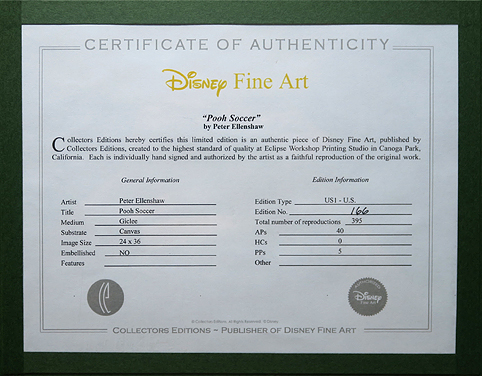 CERTIFICATE OF AUTHENTICITY
Disney Fine Art
"Pooh Soccer"
by Peter Ellenshaw
Collectors Editions hereby certifies this limited edition is an authentic piece of Disney Fine Art, published by
Collectors Editions, created to the highest standard of quality at Eclipse Workshop Printing Studio in Canoga Park,
California. Each is individually hand signed and authorized by the artist as a faithful reproduction of the original work.
General Information
Artist Peter Ellenshaw
Title Pooh Soccer
Medium Giclee
Substrate Canvas
Image Size 24 x 36
Embellished NO
Features
Edition Information
Edition Type US1 - U.S.
Edition No. 166
Total number of reproductions 395
APs 40
HCs 0
PPs 5
Other
Disney
COLLECTORS EDITIONS ~ PUBLISHER OF DISNEY FINE ART